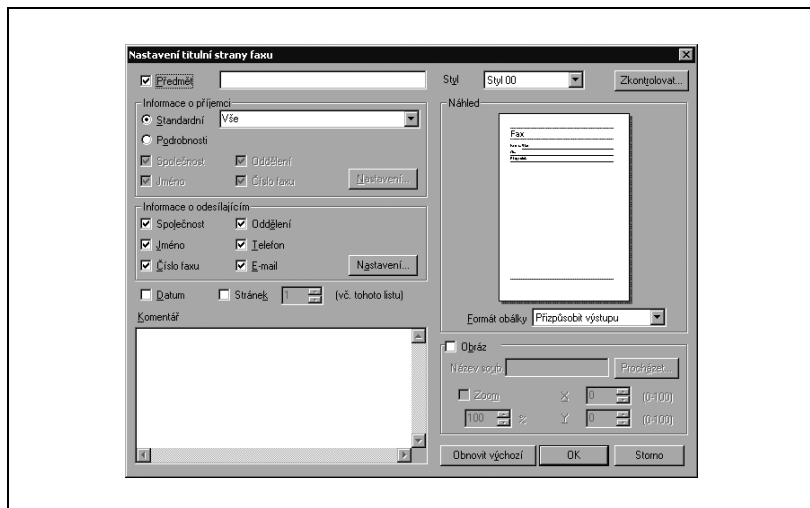 Nastavení titulní strany faxu
Předmět
Styl
Styl 00
Zkontrolovat...
Informace o příjemci
Standardní
Vše
Podrobnosti
Společnost
Oddělení
Jméno
Číslo faxu
Nastavení...
Informace o odesílajícím
Společnost
Oddělení
Jméno
Telefon
Číslo faxu
E-mail
Nastavení...
Datum
Stránek
1
(vč. tohoto listu)
Komentář
Náhled
Fax
Formát obálky
Přizpůsobit výstupu
Obráz
Název soub.
Procházet...
Zoom
X
0
(0-100)
100
%
Y
0
(0-100)
Obnovit výchozí
OK
Storno